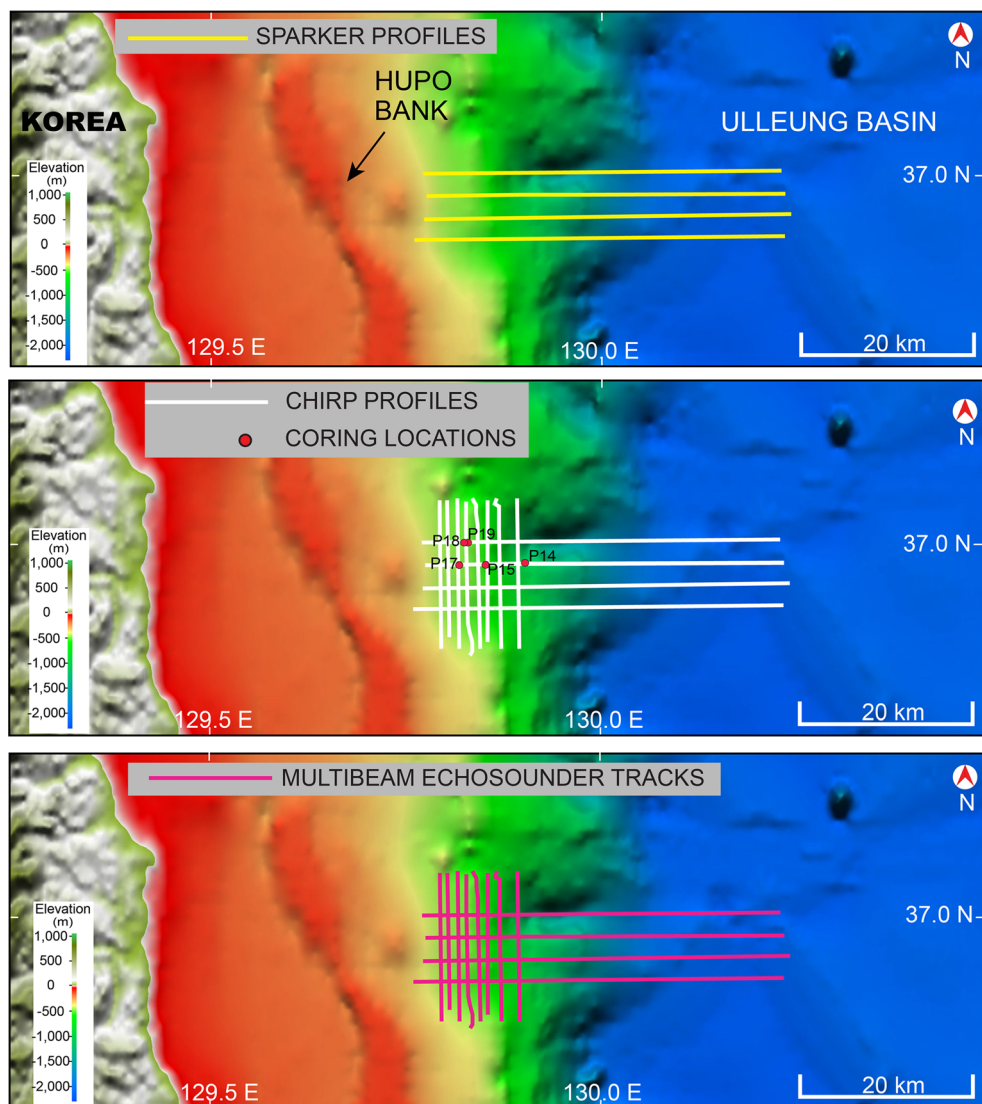 SPARKER PROFILES
N
HUPO
BANK
KOREA
ULLEUNG BASIN
Elevation
(m)
1,000
500
0
-500
-1,000
-1,500
-2,000
37.0 N
129.5 E
130.0 E
20 km
CHIRP PROFILES
CORING LOCATIONS
N
Elevation
(m)
1,000
500
0
-500
-1,000
-1,500
-2,000
P18
P19
P17
P15
P14
37.0 N
129.5 E
130.0 E
20 km
MULTIBEAM ECHOSOUNDER TRACKS
N
Elevation
(m)
1,000
500
0
-500
-1,000
-1,500
-2,000
37.0 N
129.5 E
130.0 E
20 km